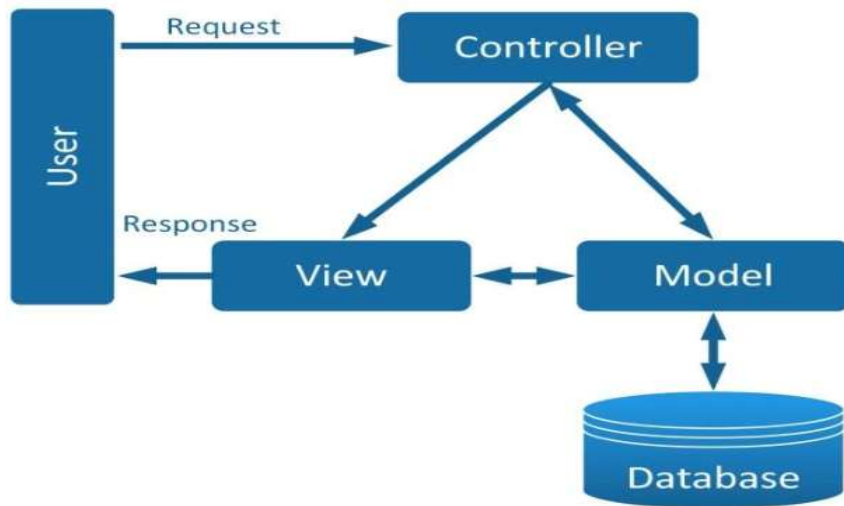 Request
Controller
User
Response
View
Model
Database